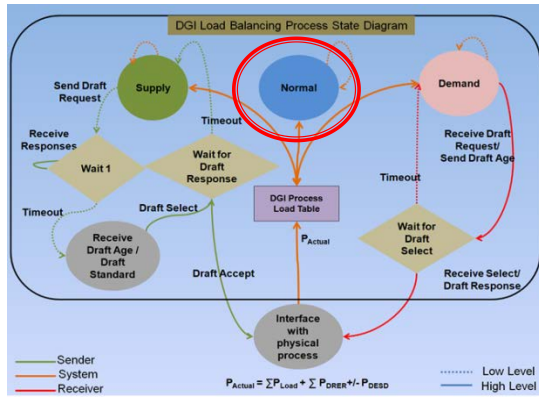 DGI Load Balancing Process State Diagram
Supply
Normal
Demand
Send Draft
Request
Receive
Responses
Timeout
Receive Draft
Request/
Send Draft Age
Wait 1
Wait for
Draft
Response
Timeout
DGI Process
Load Table
Timeout
Draft Select
Wait for
Draft
Select
Receive
Draft Age /
Draft
Standard
PActual
Draft Accept
Receive Select/
Draft Response
Interface
with
physical
process
Sender
System
Receiver
PActual = ∑PLoad + ∑ PDRER+/- PDESD
Low Level
High Level